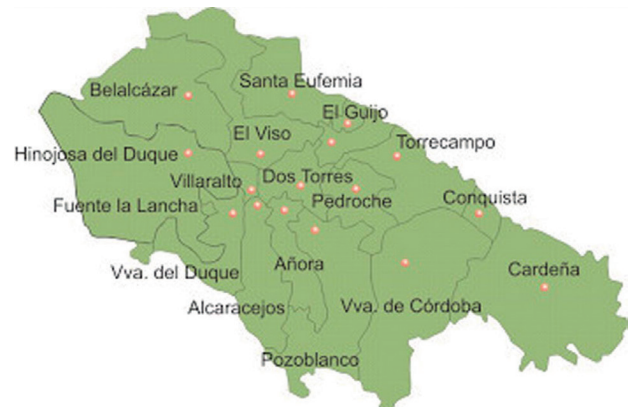 Santa Eufemia
Belalcázar
El Guijo
El Viso
Torrecampo
Hinojosa del Duque
Villaralto
Dos Torres
Fuente la Lancha
Pedroche
Conquista
Vva. del Duque
Añora
Cardeña
Alcaracejos
Vva. de Córdoba
Pozoblanco